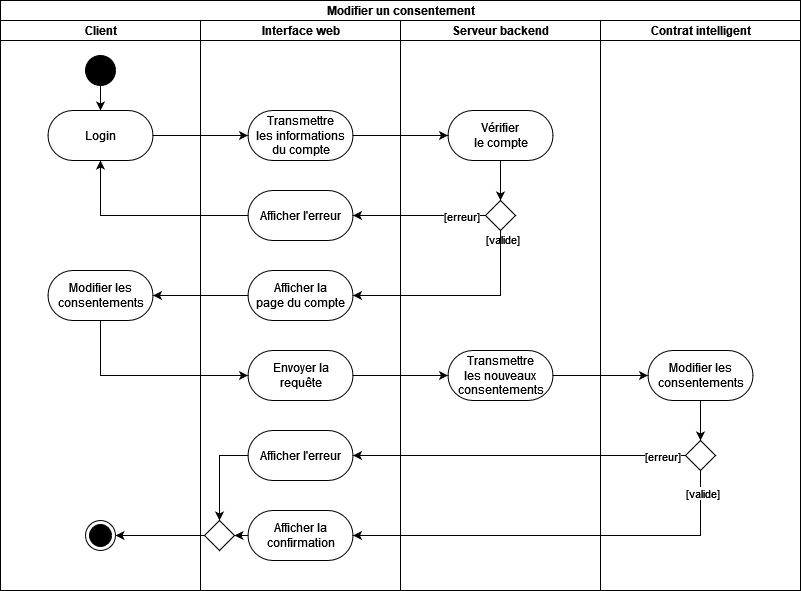 Modifier un consentement
Client
Interface web
Serveur backend
Contrat intelligent
Login
Transmettre
les informations
du compte
Vérifier
le compte
Afficher l'erreur
[erreur]
[valide]
Modifier les
consentements
Afficher la
page du compte
Envoyer la
requête
Transmettre
les nouveaux
consentements
Modifier les
consentements
Afficher l'erreur
[erreur]
[valide]
Afficher la
confirmation